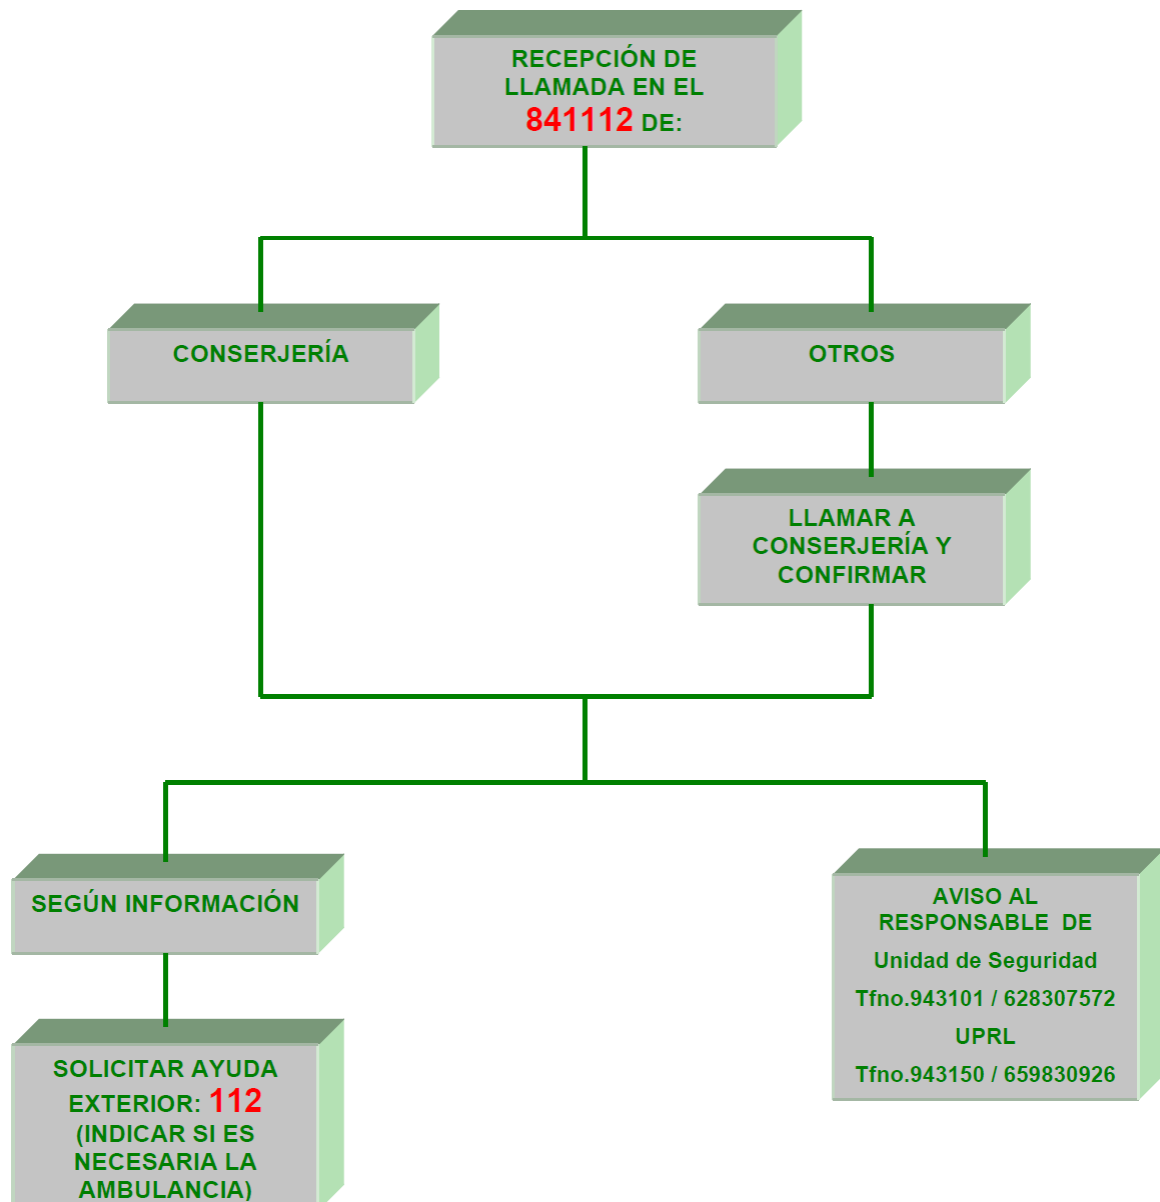 RECEPCIÓN DE
LLAMADA EN EL
841112 DE:
CONSERJERÍA
OTROS
LLAMAR A
CONSERJERÍA Y
CONFIRMAR
SEGÚN INFORMACIÓN
AVISO AL
RESPONSABLE DE
Unidad de Seguridad
Tfno.943101 / 628307572
UPRL
Tfno.943150 / 659830926
SOLICITAR AYUDA
EXTERIOR: 112
(INDICAR SI ES
NECESARIA LA
AMBULANCIA)